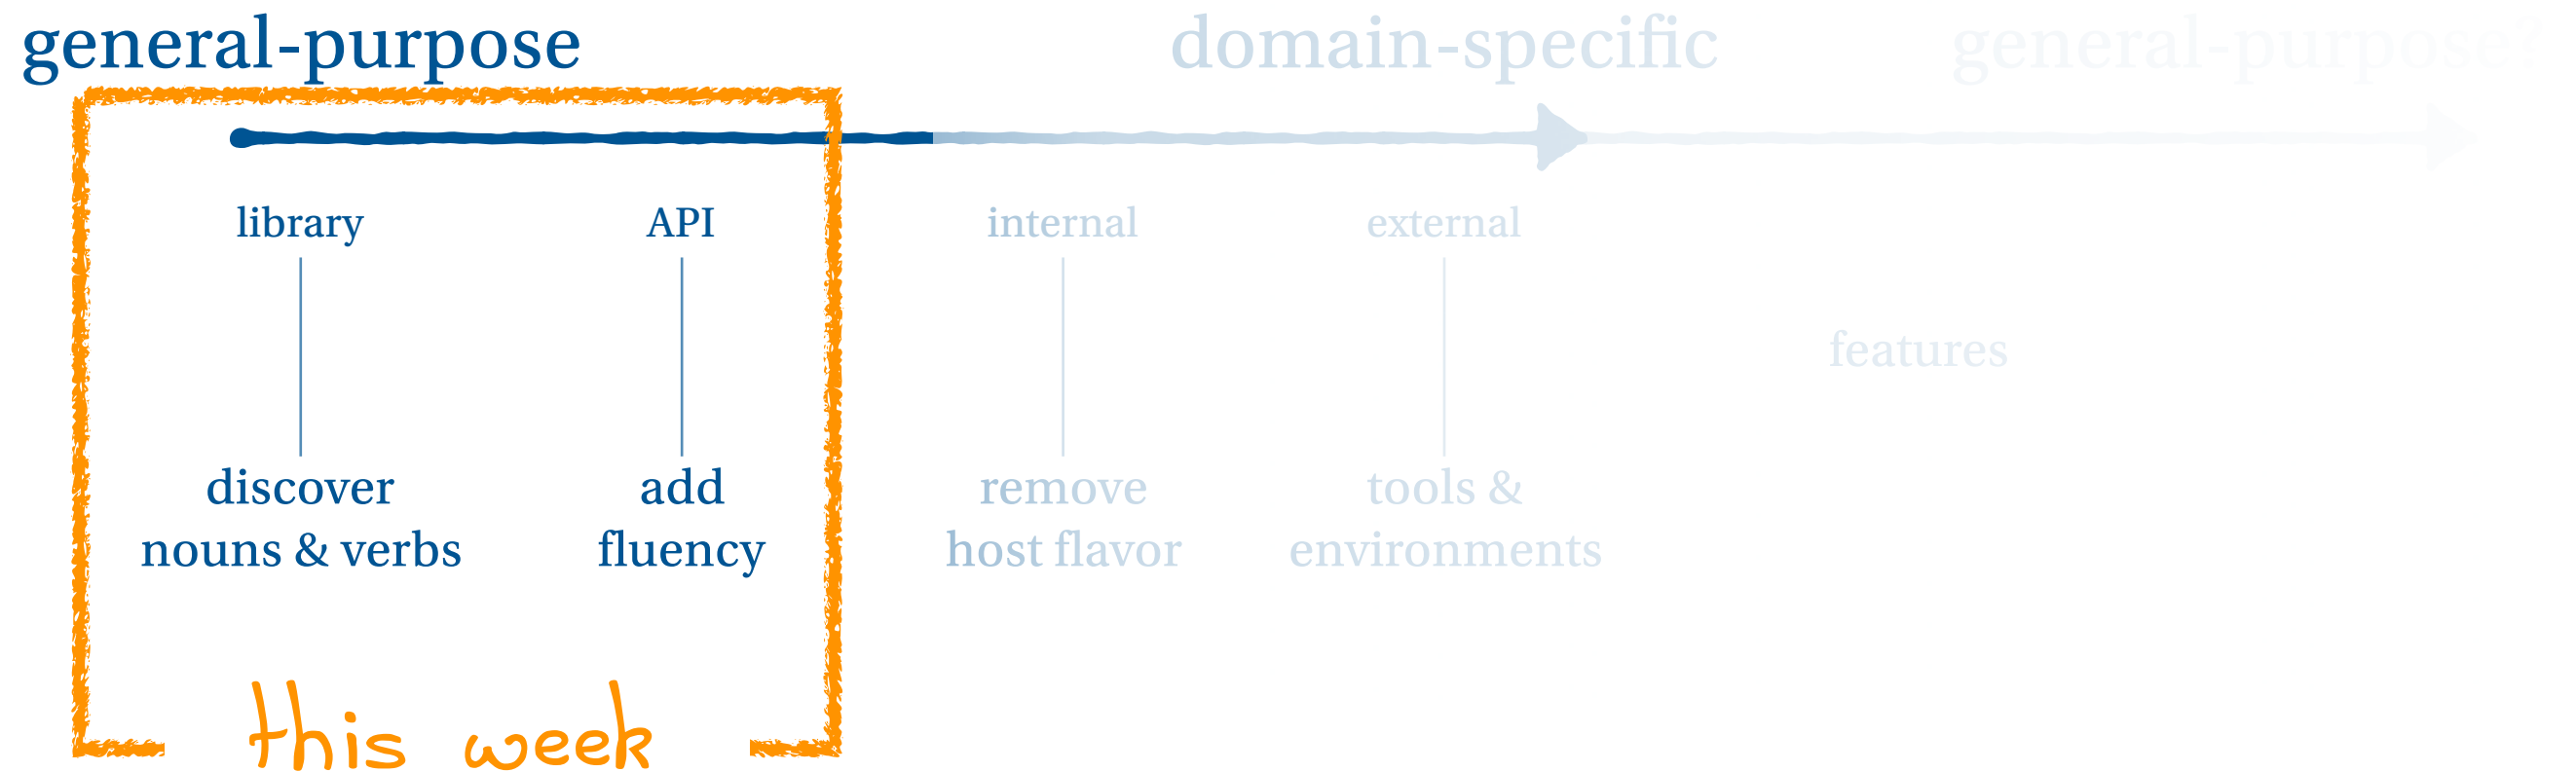 general-purpose
domain-specific
general-purpose?
library
API
internal
external
features
discover
nouns & verbs
add
fluency
remove
host flavor
tools &
environments
this week